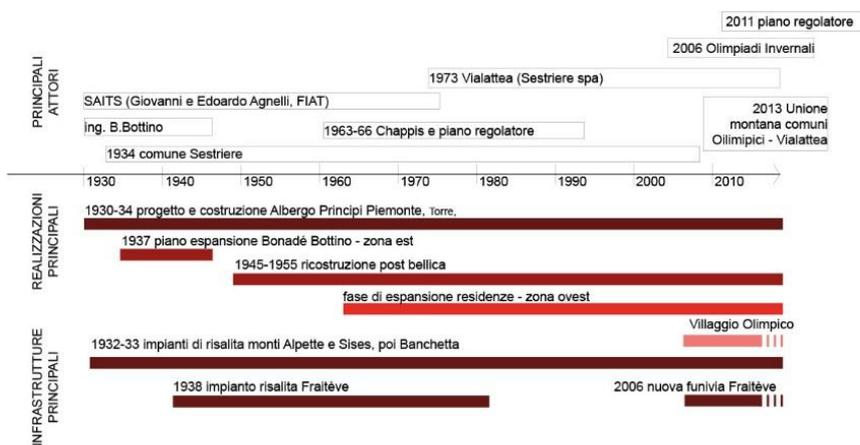 PRINCIPALI
ATTORI
2011 piano regolatore
2006 Olimpiadi Invernali
1973 Vialattea (Sestriere spa)
SAITS (Giovanni e Edoardo Agnelli, FIAT)
2013 Unione
montana comuni
Oilimipici - Vialattea
ing. B.Bottino
1963-66 Chappis e piano regolatore
1934 comune Sestriere
1930 1940 1950 1960 1970 1980 1990 2000 2010
REALIZZAZIONI
PRINCIPALI
1930-34 progetto e costruzione Albergo Principi Piemonte, Torre,
1937 piano espansione Bonadé Bottino - zona est
1945-1955 ricostruzione post bellica
fase di espansione residenze - zona ovest
Villaggio Olimpico
INFRASTRUTTURE
PRINCIPALI
1932-33 impianti di risalita monti Alpette e Sises, poi Banchetta
1938 impianto risalita Fraitève
2006 nuova funivia Fraitève